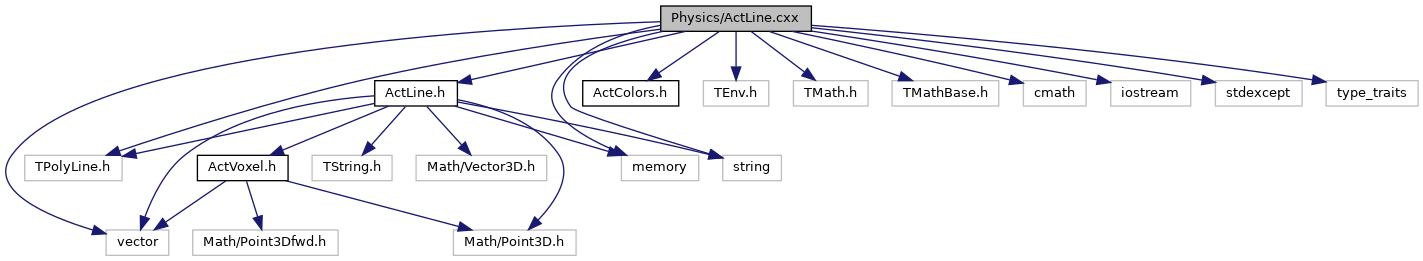 Physics/ActLine.cxx
ActLine.h
ActColors.h
TEnv.h
TMath.h
TMathBase.h
cmath
iostream
stdexcept
type_traits
TPolyLine.h
ActVoxel.h
TString.h
Math/Vector3D.h
memory
string
vector
Math/Point3Dfwd.h
Math/Point3D.h